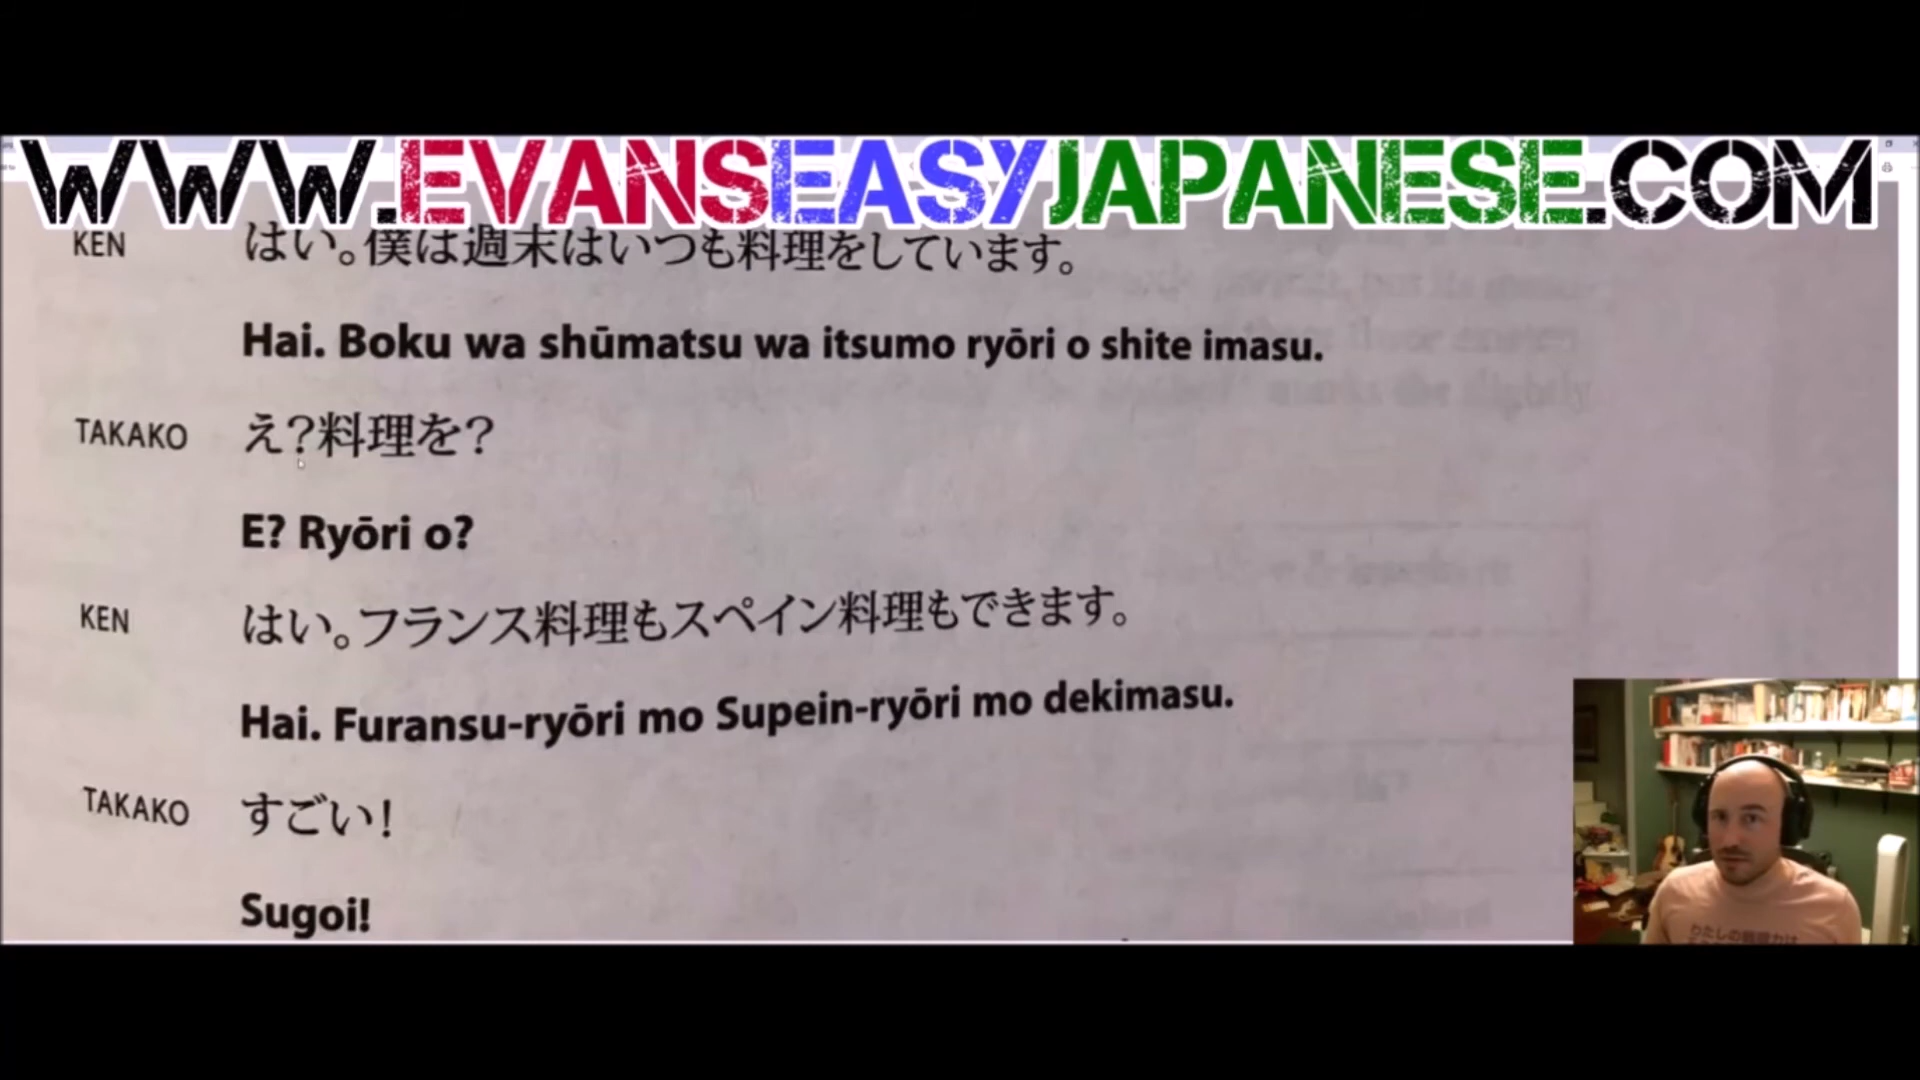 WWW.EVANSEASYJAPANESE.COM
KEN はい。僕は週末はいつも料理をしています。
Hai. Boku wa shūmatsu wa itsumo ryōri o shite imasu.
TAKAKO え?料理を?
E? Ryōri o?
KEN はい。フランス料理もスペイン料理もできます。
Hai. Furansu-ryōri mo Supein-ryōri mo dekimasu.
TAKAKO すごい!
Sugoi!